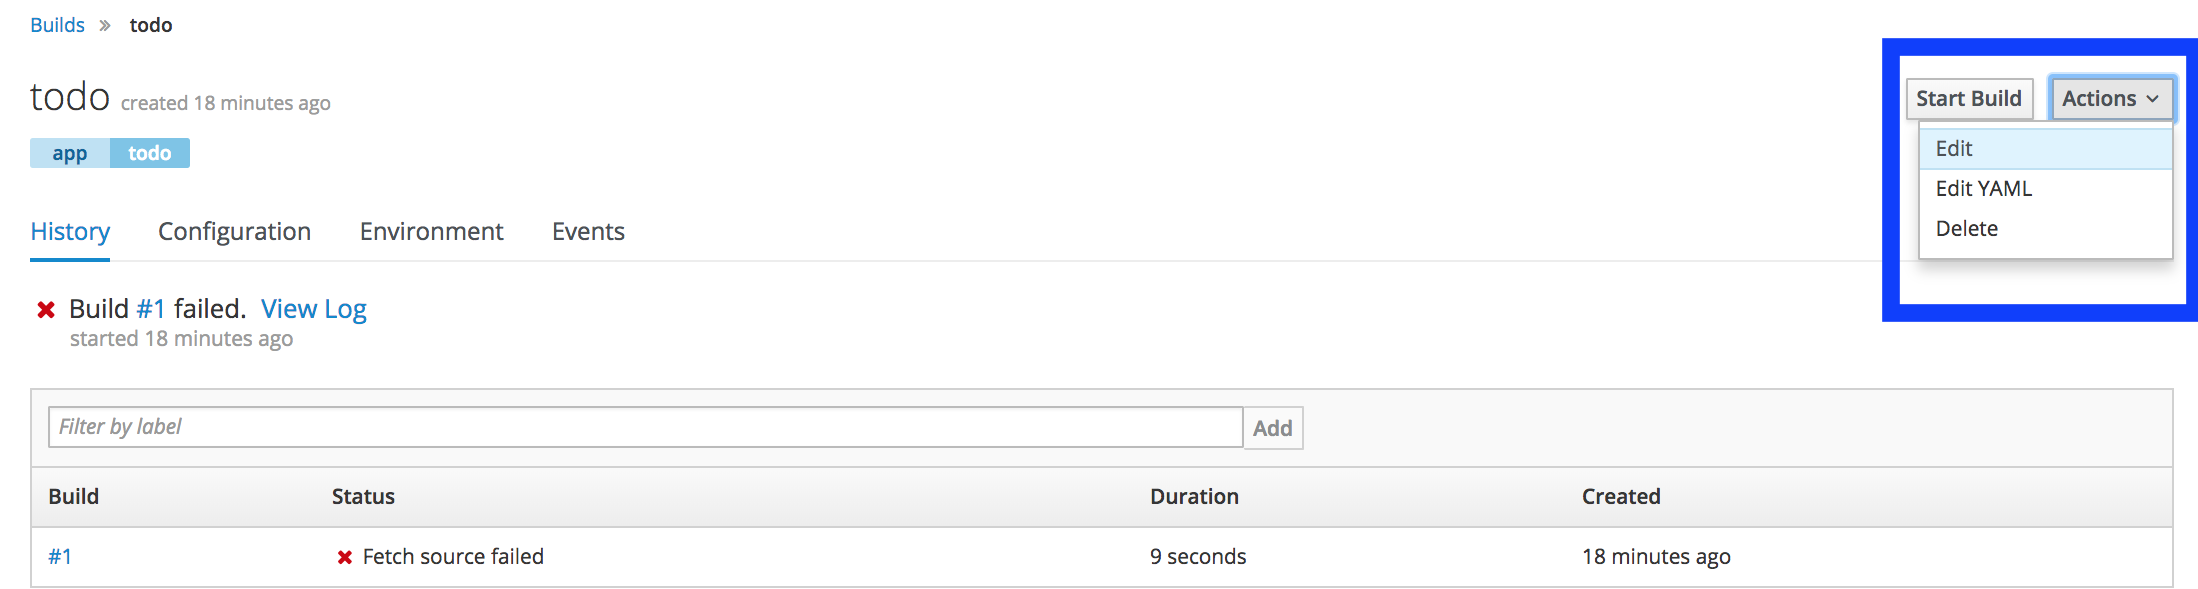 Builds » todo
todo created 18 minutes ago
app todo
Start Build Actions
Edit
Edit YAML
Delete
History Configuration Environment Events
Build #1 failed. View Log
started 18 minutes ago
Filter by label Add
Build Status Duration Created
#1 Fetch source failed 9 seconds 18 minutes ago